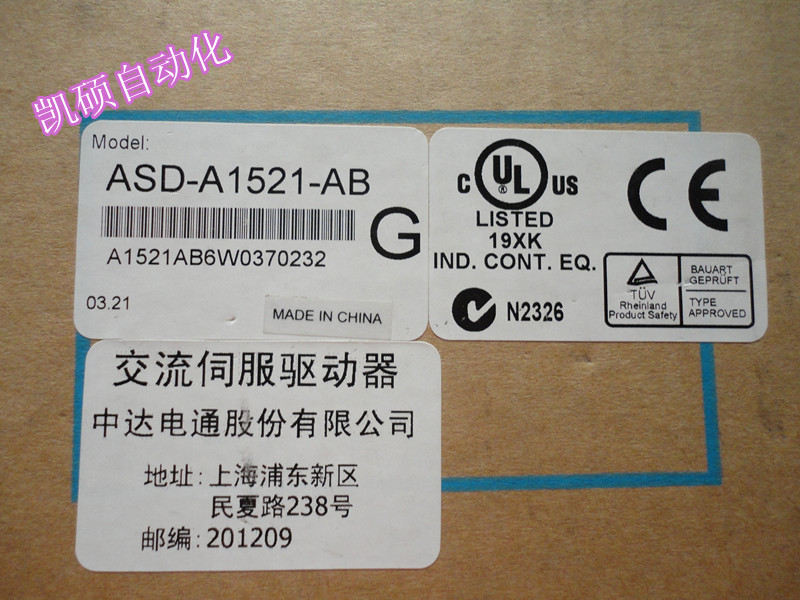 凯硕自动化
Model:
ASD-A1521-AB
A1521AB6W0370232
G
03.21
MADE IN CHINA
C UL US
LISTED
19XK
IND. CONT. EQ.
CE
N2326
TÜV
Rheinland
Product Safety
BAUART
GEPRÜFT
TYPE
APPROVED
交流伺服驱动器
中达电通股份有限公司
地址:上海浦东新区
民夏路238号
邮编:201209